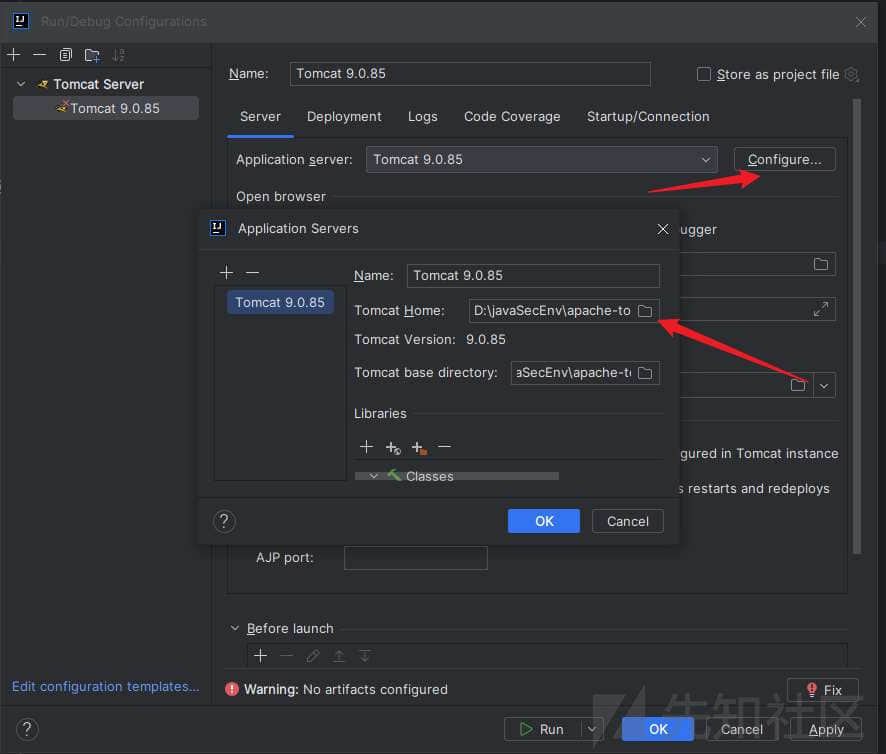 Run/Debug Configurations
Tomcat Server
Tomcat 9.0.85
Name: Tomcat 9.0.85 Store as project file
Server Deployment Logs Code Coverage Startup/Connection
Application server: Tomcat 9.0.85 Configure...
Open browser
ugger
Application Servers
Tomcat 9.0.85
Name: Tomcat 9.0.85
Tomcat Home: D:\javaSecEnv\apache-to
Tomcat Version: 9.0.85
Tomcat base directory: aSecEnv\apache-to
Libraries
Classes
? OK Cancel
gured in Tomcat instance
s restarts and redeploys
AJP port:
Before launch
Edit configuration templates...
Warning: No artifacts configured Fix
? Run OK Cancel Apply
先知社区